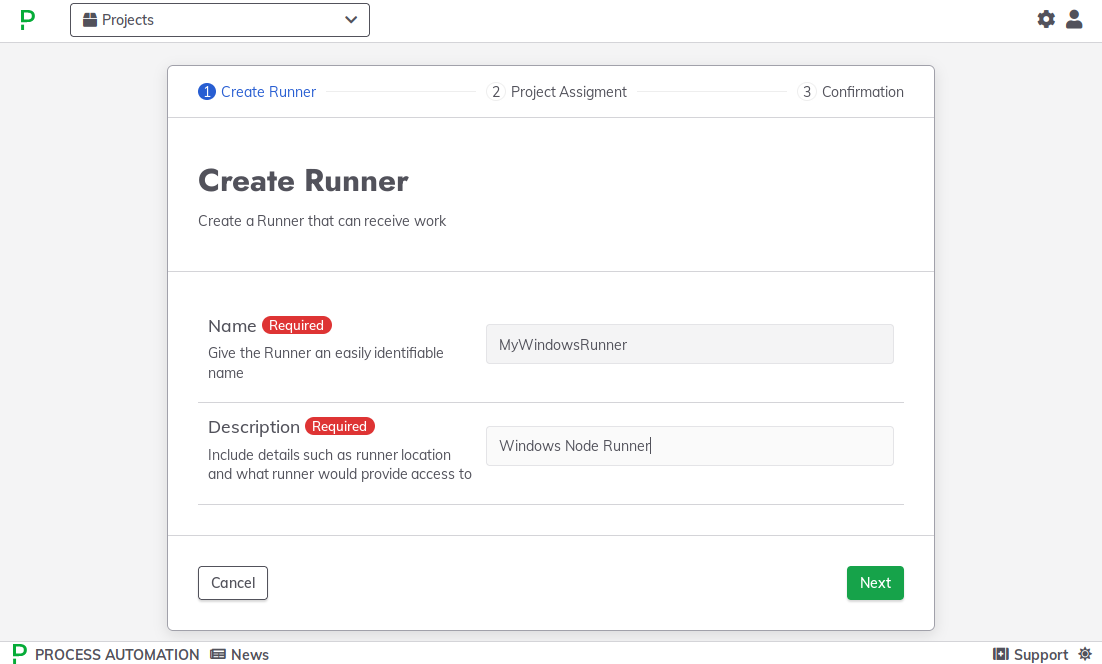 Projects
1 Create Runner
2 Project Assigment
3 Confirmation
Create Runner
Create a Runner that can receive work
Name Required
Give the Runner an easily identifiable
name
MyWindowsRunner
Description Required
Include details such as runner location
and what runner would provide access to
Windows Node Runner
Cancel
Next
PROCESS AUTOMATION
News
Support